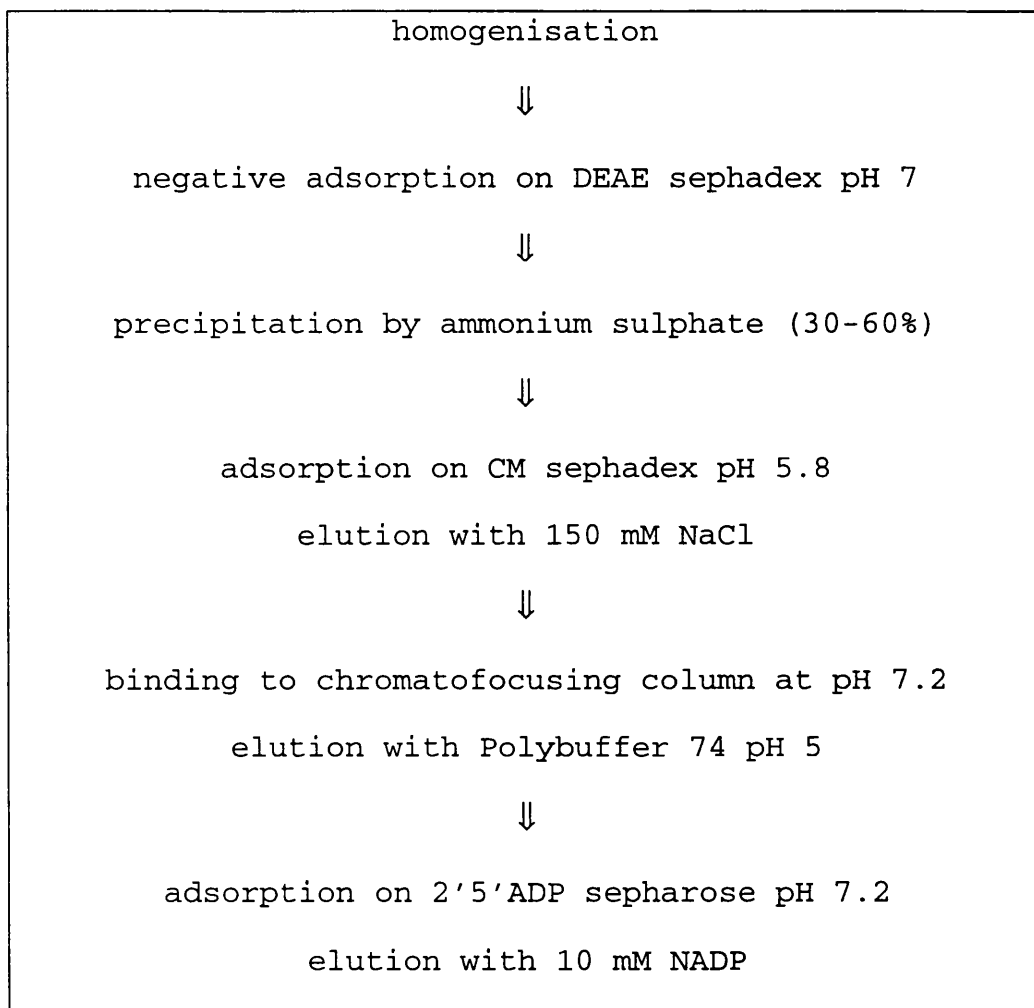 homogenisation
⇓
negative adsorption on DEAE sephadex pH 7
⇓
precipitation by ammonium sulphate (30-60%)
⇓
adsorption on CM sephadex pH 5.8
elution with 150 mM NaCl
⇓
binding to chromatofocusing column at pH 7.2
elution with Polybuffer 74 pH 5
⇓
adsorption on 2'5'ADP sepharose pH 7.2
elution with 10 mM NADP